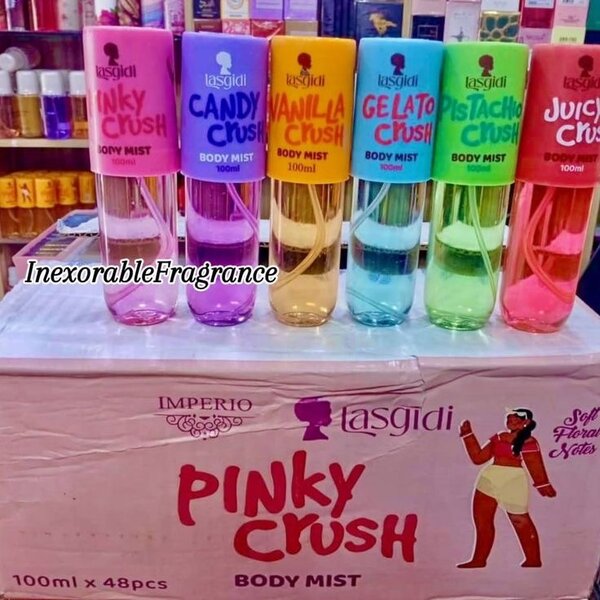 lasgidi
PINKY
CRUSH
BODY MIST
100ml
lasgidi
CANDY
CRUSH
BODY MIST
100ml
lasgidi
VANILLA
CRUSH
BODY MIST
100ml
lasgidi
GELATO
CRUSH
BODY MIST
100ml
lasgidi
PISTACHIO
CRUSH
BODY MIST
100ml
lasgidi
JUICY
CRUSH
BODY MIST
100ml
InexorableFragrance
IMPERIO
Lasgidi
Soft
Floral
Notes
PINKY
CRUSH
100ml x 48pcs
BODY MIST